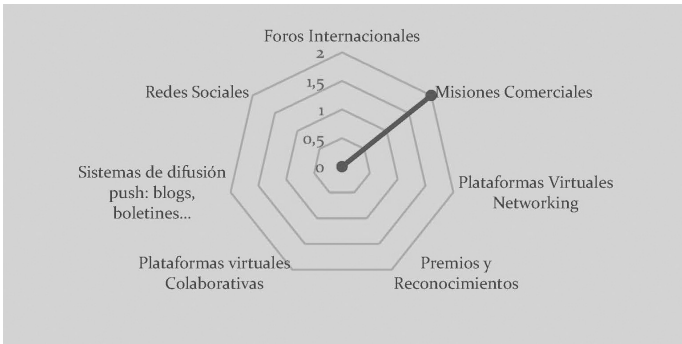 Foros Internacionales
2
1,5
1
0,5
0
Misiones Comerciales
Plataformas Virtuales
Networking
Premios y
Reconocimientos
Plataformas virtuales
Colaborativas
Sistemas de difusión
push: blogs,
boletines...
Redes Sociales